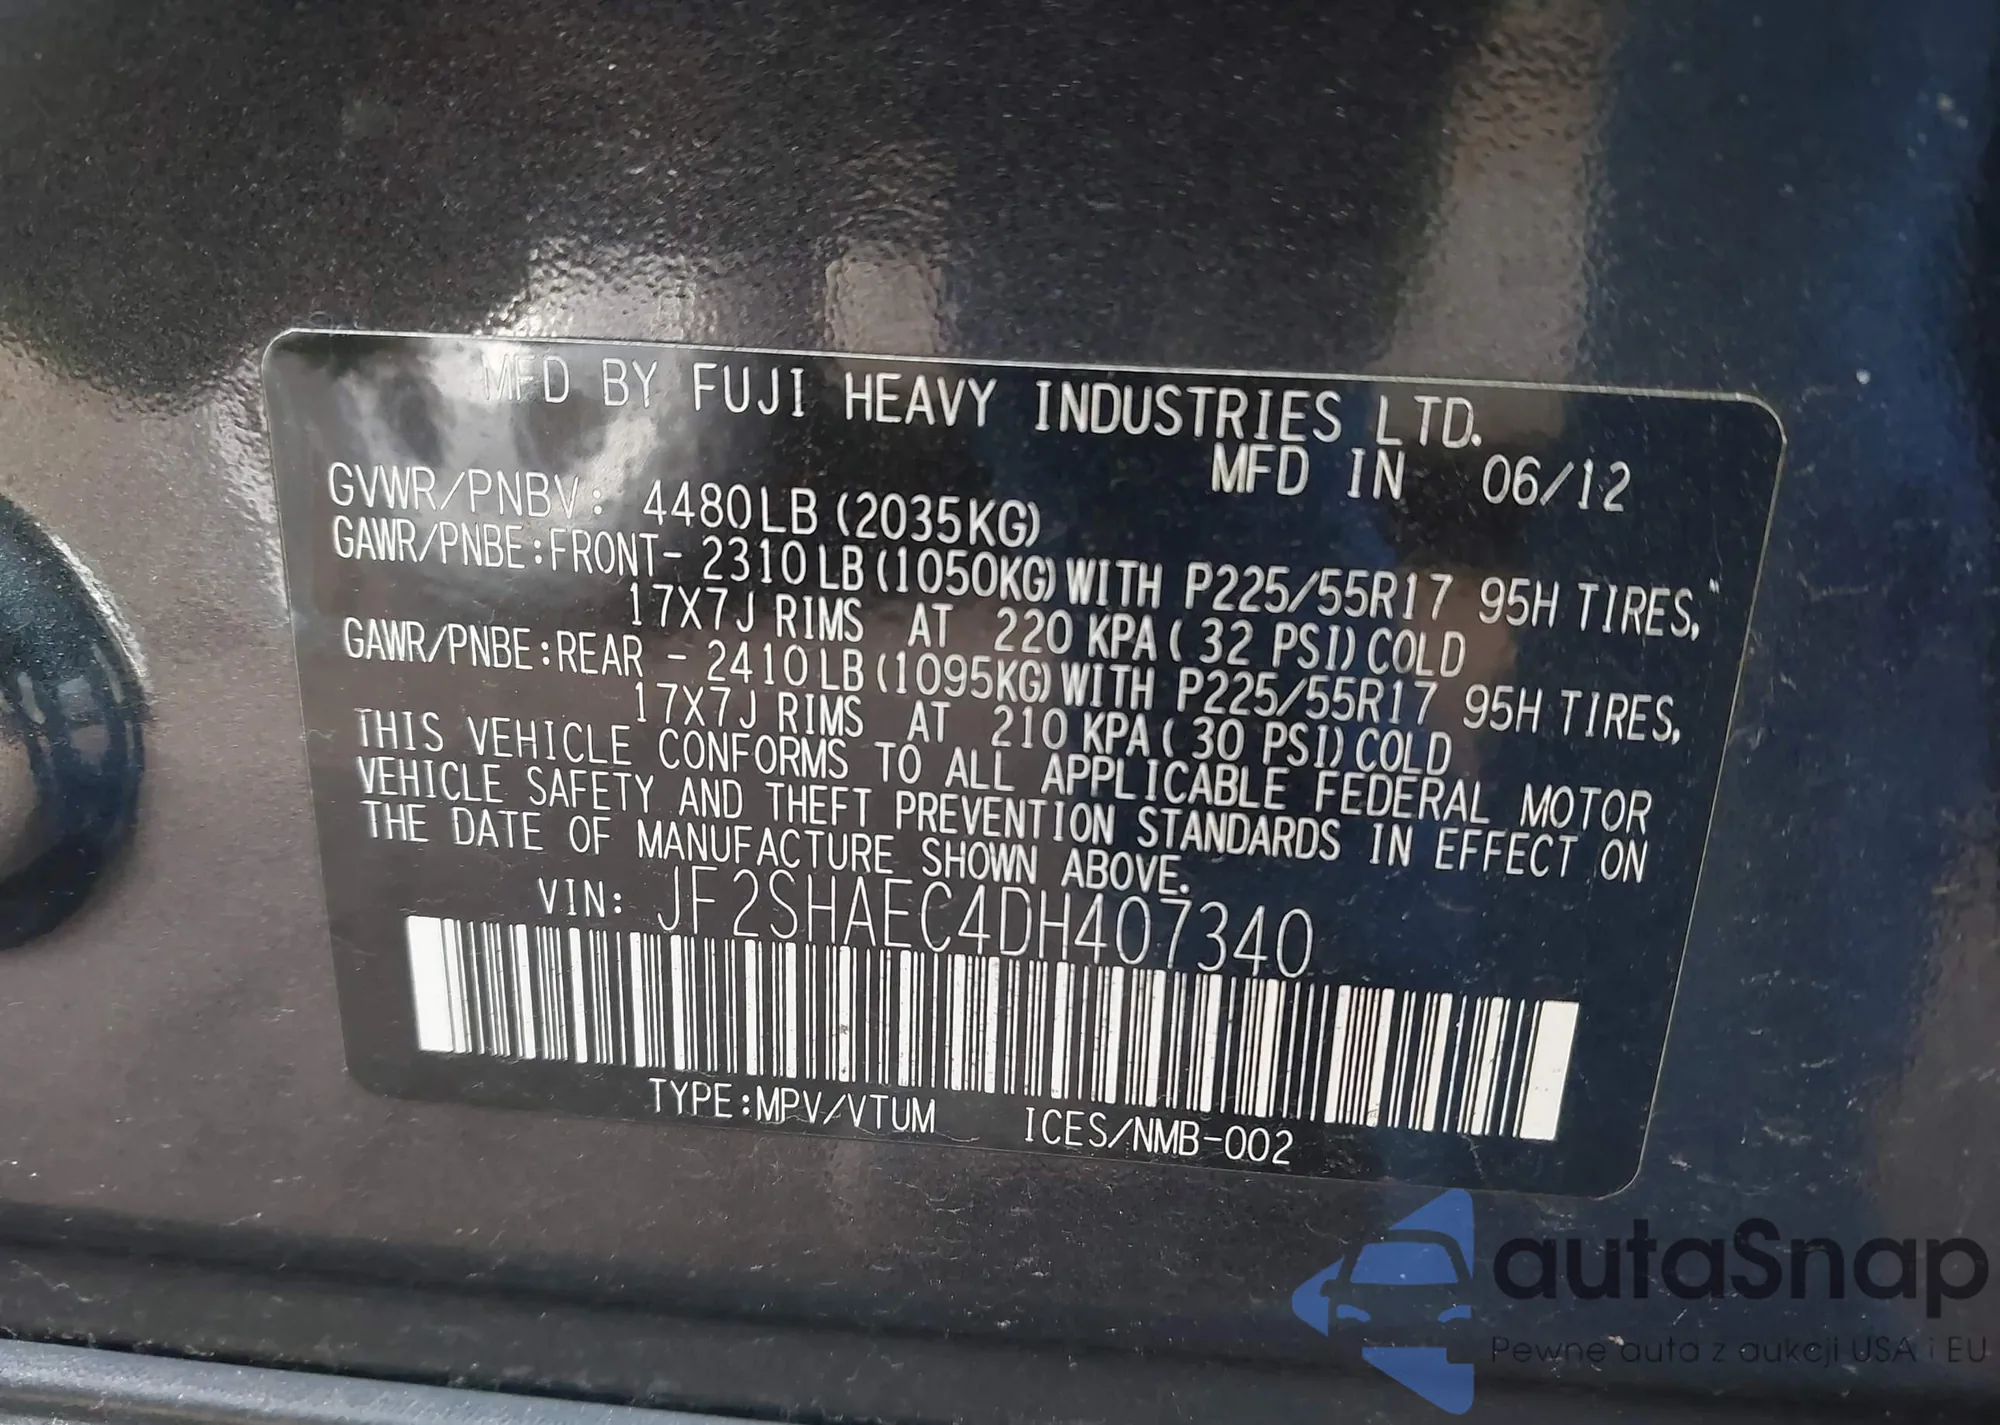 MFD BY FUJI HEAVY INDUSTRIES LTD.
MFD IN 06/12
GVWR/PNBV: 4480LB (2035KG)
GAWR/PNBE:FRONT- 2310LB(1050KG)WITH P225/55R17 95H TIRES,
17X7J RIMS AT 220 KPA( 32 PSI)COLD
GAWR/PNBE:REAR - 2410LB(1095KG)WITH P225/55R17 95H TIRES,
17X7J RIMS AT 210 KPA( 30 PSI)COLD
THIS VEHICLE CONFORMS TO ALL APPLICABLE FEDERAL MOTOR
VEHICLE SAFETY AND THEFT PREVENTION STANDARDS IN EFFECT ON
THE DATE OF MANUFACTURE SHOWN ABOVE.
VIN: JF2SHAEC4DH407340
TYPE:MPV/VTUM ICES/NMB-002
autaSnap
Pewne auta z aukcji USA i EU